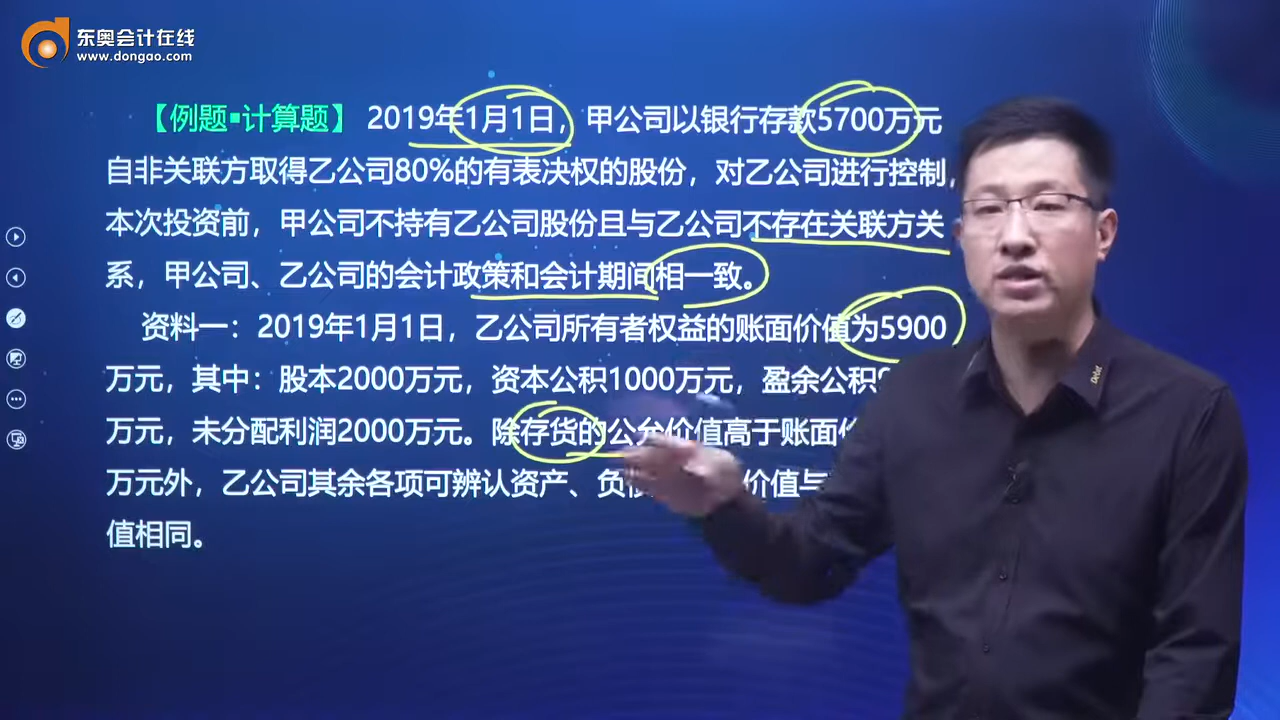 东奥会计在线
www.dongao.com
【例题▪计算题】 2019年1月1日，甲公司以银行存款5700万元
自非关联方取得乙公司80%的有表决权的股份，对乙公司进行控制，
本次投资前，甲公司不持有乙公司股份且与乙公司不存在关联方关
系，甲公司、乙公司的会计政策和会计期间相一致。
资料一：2019年1月1日，乙公司所有者权益的账面价值为5900
万元，其中：股本2000万元，资本公积1000万元，盈余公积
万元，未分配利润2000万元。除存货的公允价值高于账面价
万元外，乙公司其余各项可辨认资产、负债 价值与
值相同。